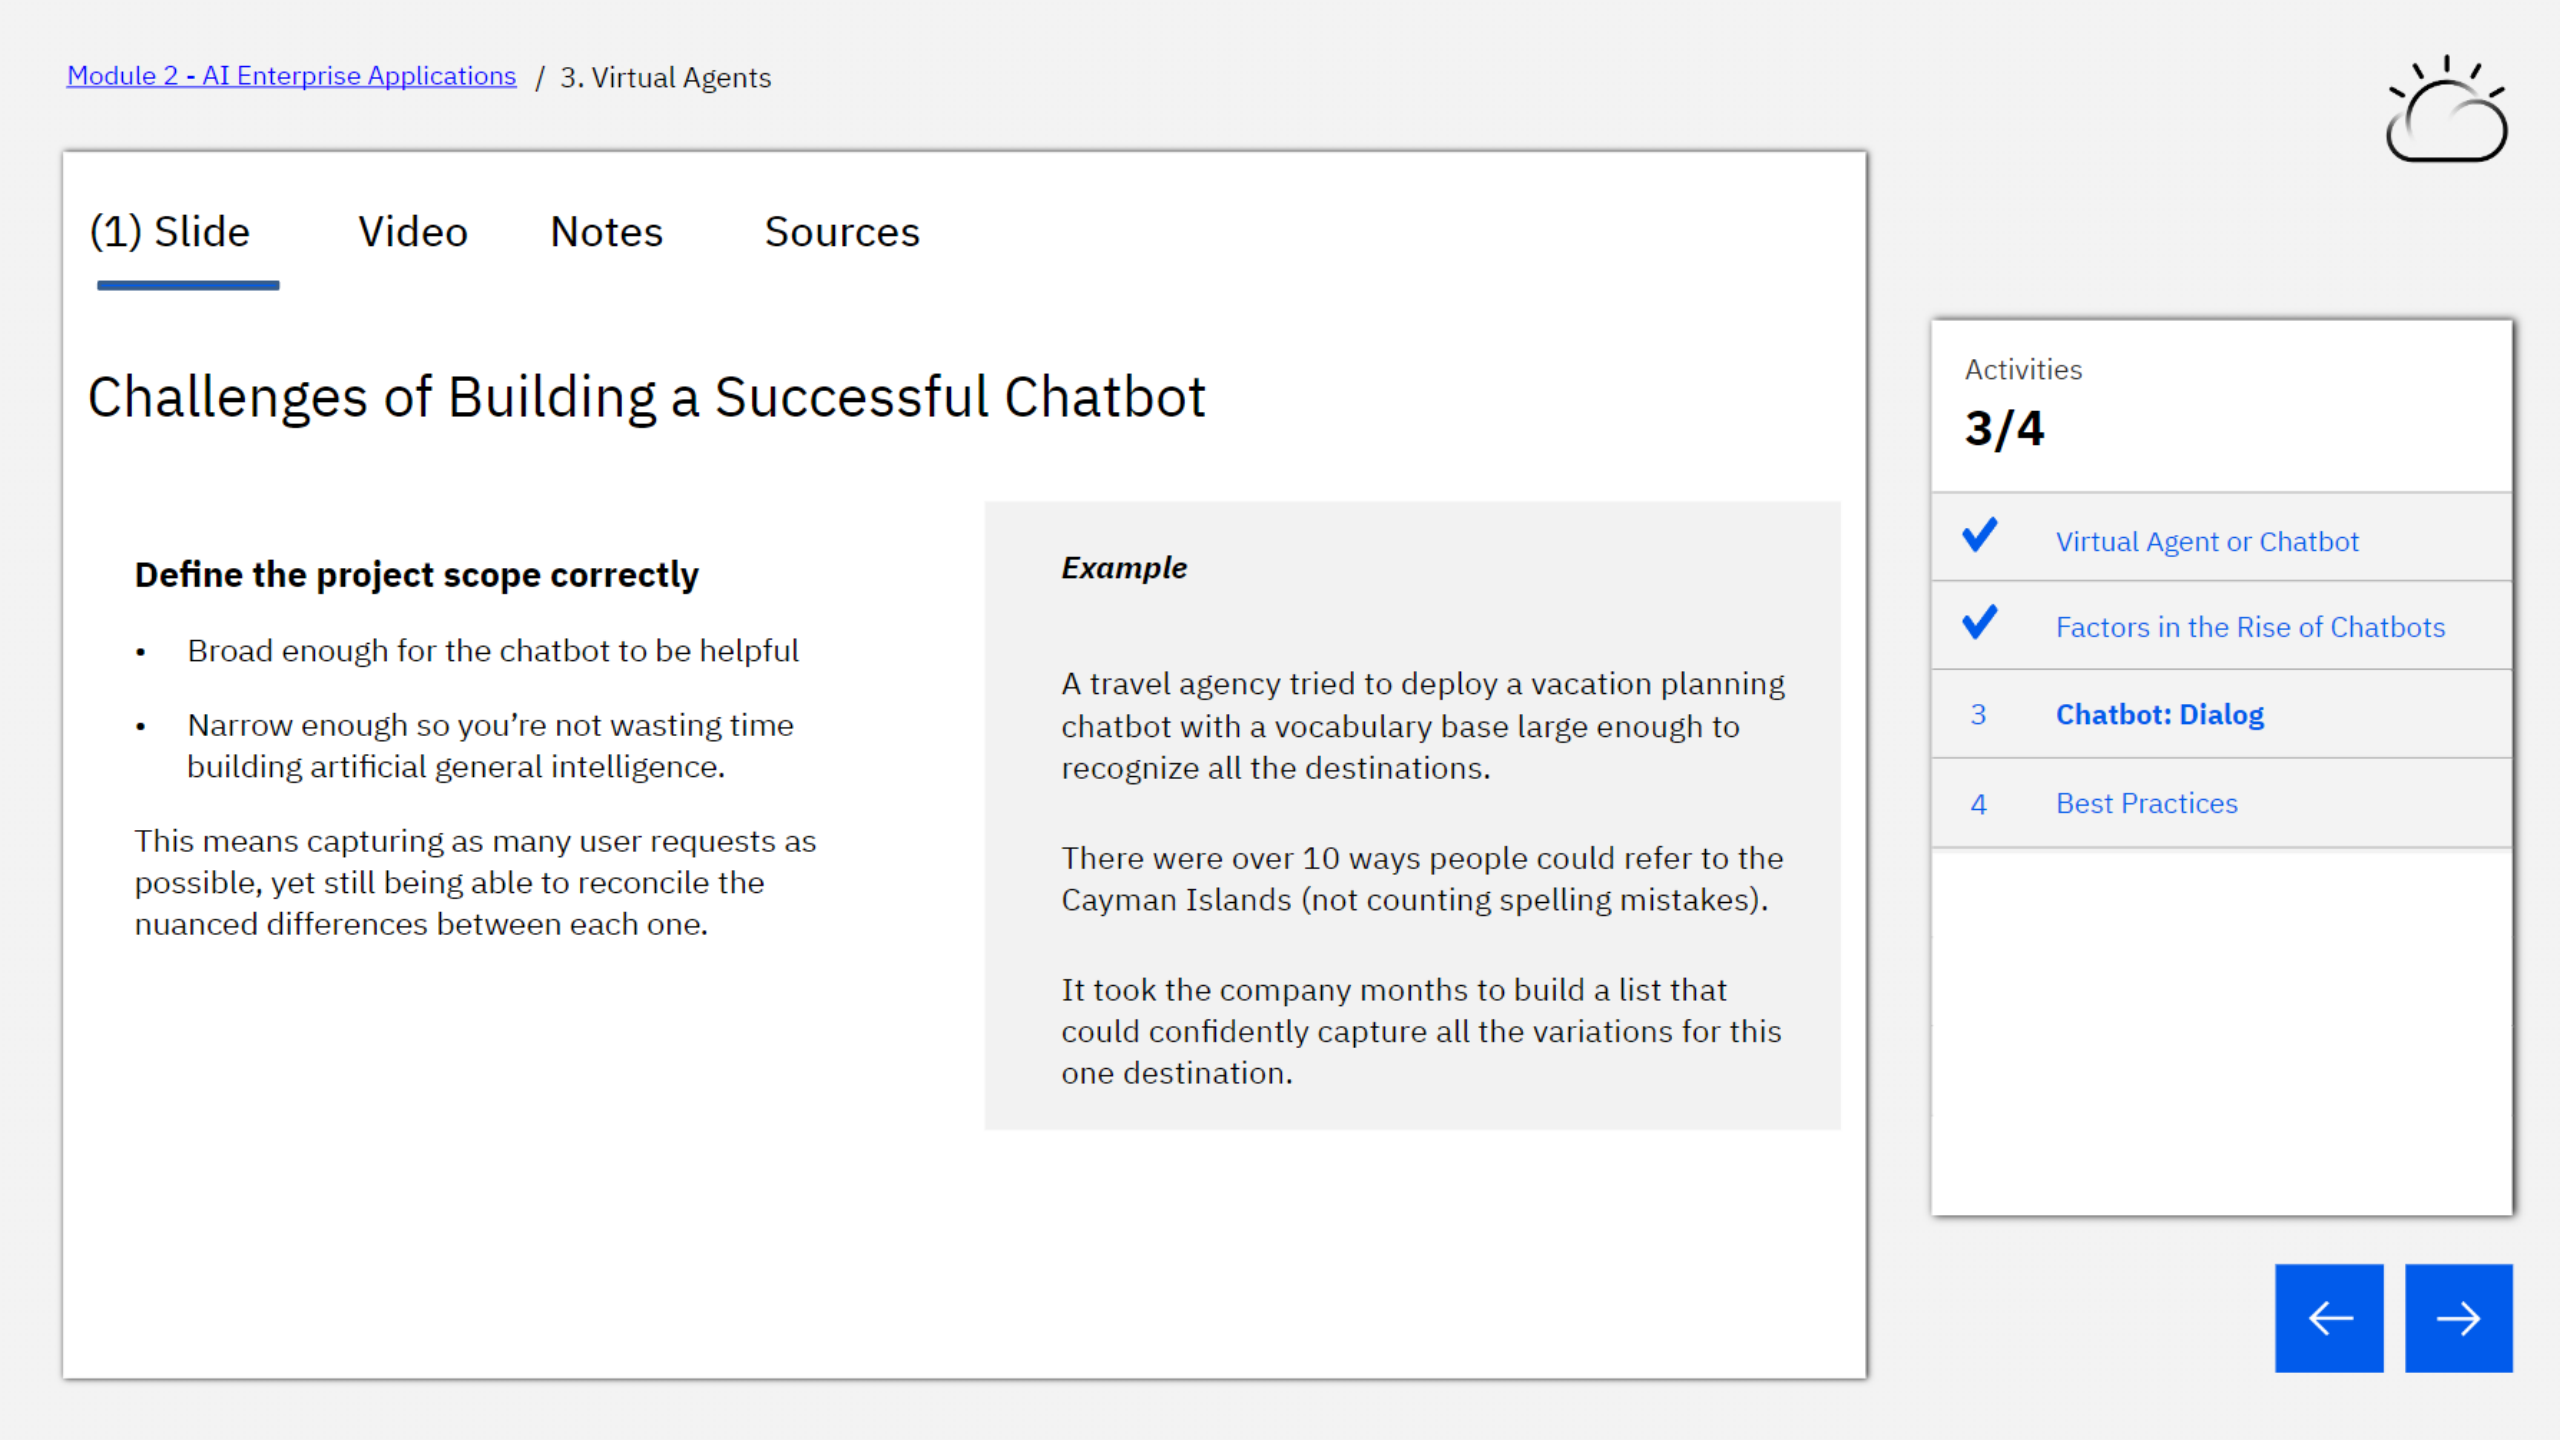 Module 2 - AI Enterprise Applications / 3. Virtual Agents
(1) Slide Video Notes Sources
Challenges of Building a Successful Chatbot
Define the project scope correctly
• Broad enough for the chatbot to be helpful
• Narrow enough so you’re not wasting time
building artificial general intelligence.
This means capturing as many user requests as
possible, yet still being able to reconcile the
nuanced differences between each one.
Example
A travel agency tried to deploy a vacation planning
chatbot with a vocabulary base large enough to
recognize all the destinations.
There were over 10 ways people could refer to the
Cayman Islands (not counting spelling mistakes).
It took the company months to build a list that
could confidently capture all the variations for this
one destination.
Activities
3/4
Virtual Agent or Chatbot
Factors in the Rise of Chatbots
3 Chatbot: Dialog
4 Best Practices